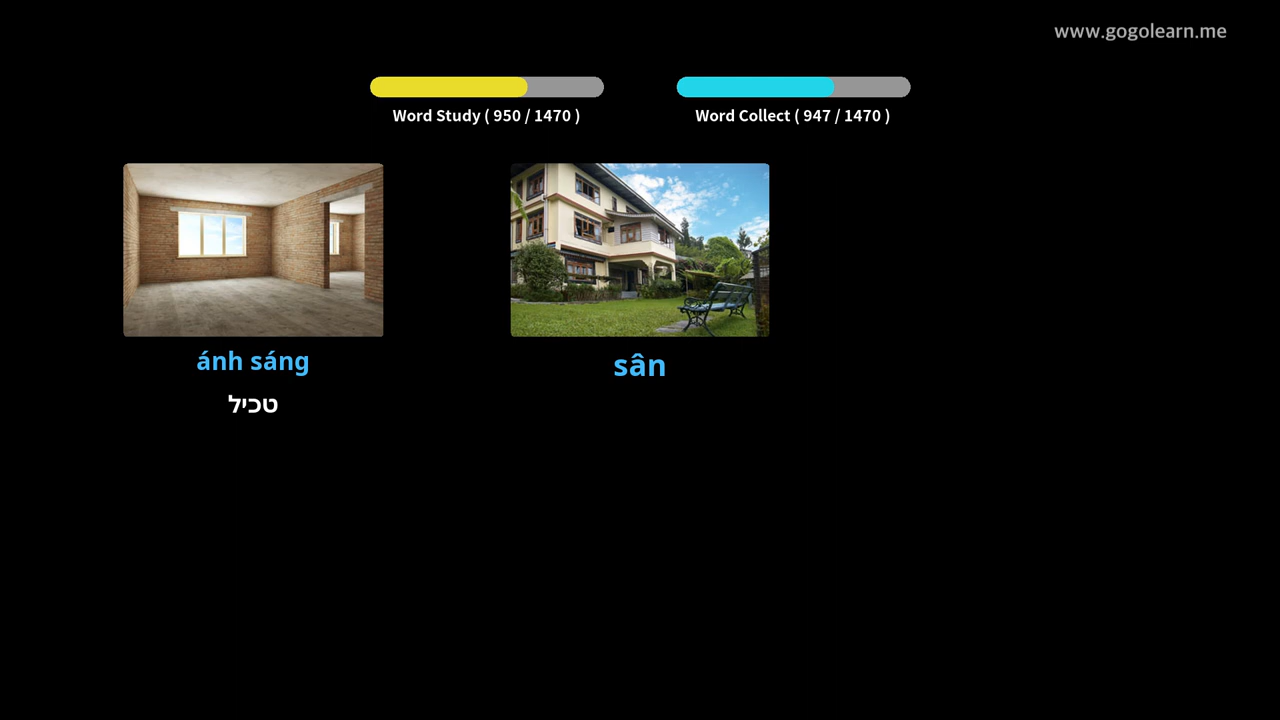 www.gogolearn.me
Word Study ( 950 / 1470 )
Word Collect ( 947 / 1470 )
ánh sáng
טכיל
sân